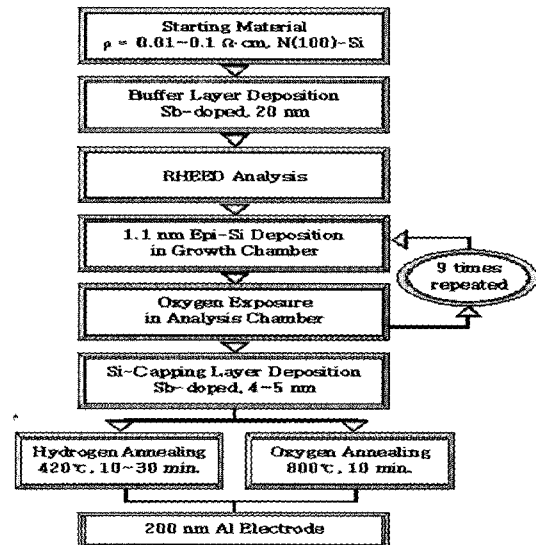 Starting Material
ρ = 0.01~0.1 Ω·cm, N(100)-Si
Buffer Layer Deposition
Sb-doped, 20 nm
RHEED Analysis
1.1 nm Epi-Si Deposition
in Growth Chamber
9 times
repeated
Oxygen Exposure
in Analysis Chamber
Si-Capping Layer Deposition
Sb-doped, 4~5 nm
Hydrogen Annealing
420℃, 10~30 min.
Oxygen Annealing
800℃, 10 min.
200 nm Al Electrode